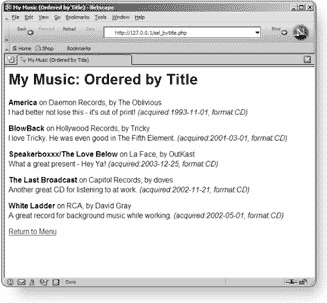 My Music (Ordered by Title) - Netscape
File Edit View Go Bookmarks Tools Window Help
Back Forward Reload Stop http://127.0.0.1/sel_bytitle.php Print
Home Shop Bookmarks
My Music (Ordered by Title)
My Music: Ordered by Title
America on Daemon Records, by The Oblivious
I had better not lose this - it's out of print! (acquired:1993-11-01, format:CD)
BlowBack on Hollywood Records, by Tricky
I love Tricky. He was even good in The Fifth Element. (acquired:2001-03-01, format:CD)
Speakerboxxx/The Love Below on La Face, by OutKast
What a great present - Hey Ya! (acquired:2003-12-25, format:CD)
The Last Broadcast on Capitol Records, by doves
Another great CD for listening to at work. (acquired:2002-11-21, format:CD)
White Ladder on RCA, by David Gray
A great record for background music while working. (acquired:2002-05-01, format:CD)
Return to Menu
Done